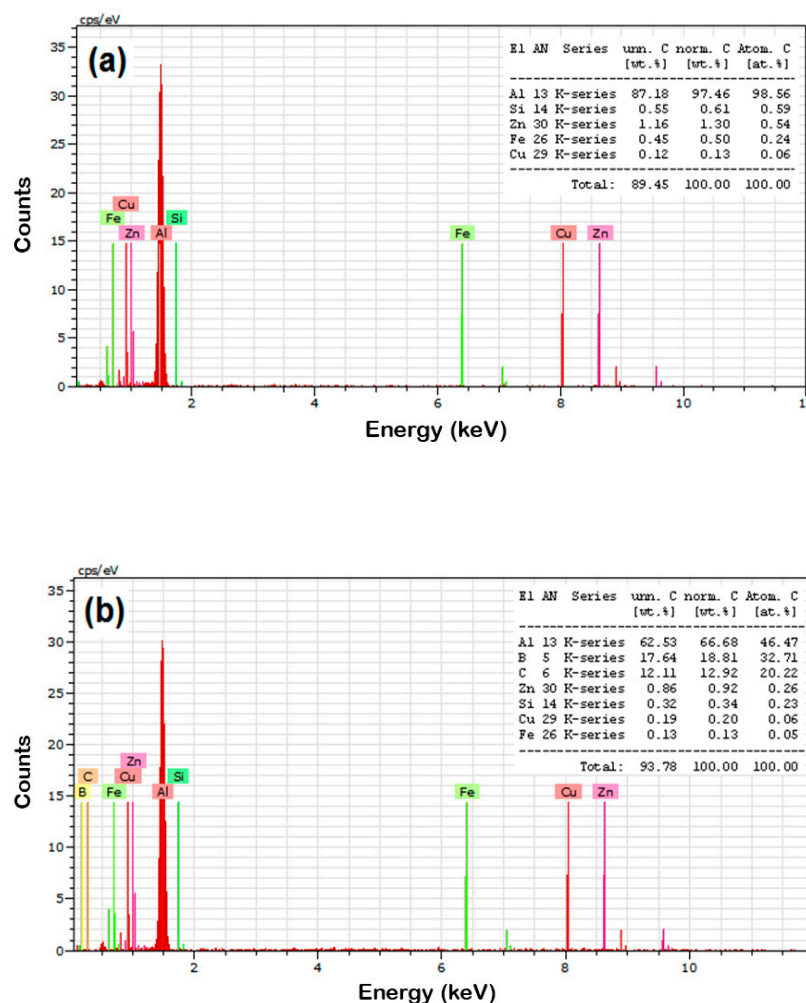 cps/eV
(a)
El AN Series unn. C norm. C Atom. C
[wt.%] [wt.%] [at.%]
Al 13 K-series 87.18 97.46 98.56
Si 14 K-series 0.55 0.61 0.59
Zn 30 K-series 1.16 1.30 0.54
Fe 26 K-series 0.45 0.50 0.24
Cu 29 K-series 0.12 0.13 0.06
Total: 89.45 100.00 100.00
35
30
25
20
15
10
5
0
Counts
Cu
Fe Si
Zn Al
Fe Cu Zn
2 4 6 8 10 12
Energy (keV)
cps/eV
(b)
El AN Series unn. C norm. C Atom. C
[wt.%] [wt.%] [at.%]
Al 13 K-series 62.53 66.68 46.47
B 5 K-series 17.64 18.81 32.71
C 6 K-series 12.11 12.92 20.22
Zn 30 K-series 0.86 0.92 0.26
Si 14 K-series 0.32 0.34 0.23
Cu 29 K-series 0.19 0.20 0.06
Fe 26 K-series 0.13 0.13 0.05
Total: 93.78 100.00 100.00
35
30
25
20
15
10
5
0
Counts
Zn
C Cu Si
B Fe Al
Fe Cu Zn
2 4 6 8 10
Energy (keV)